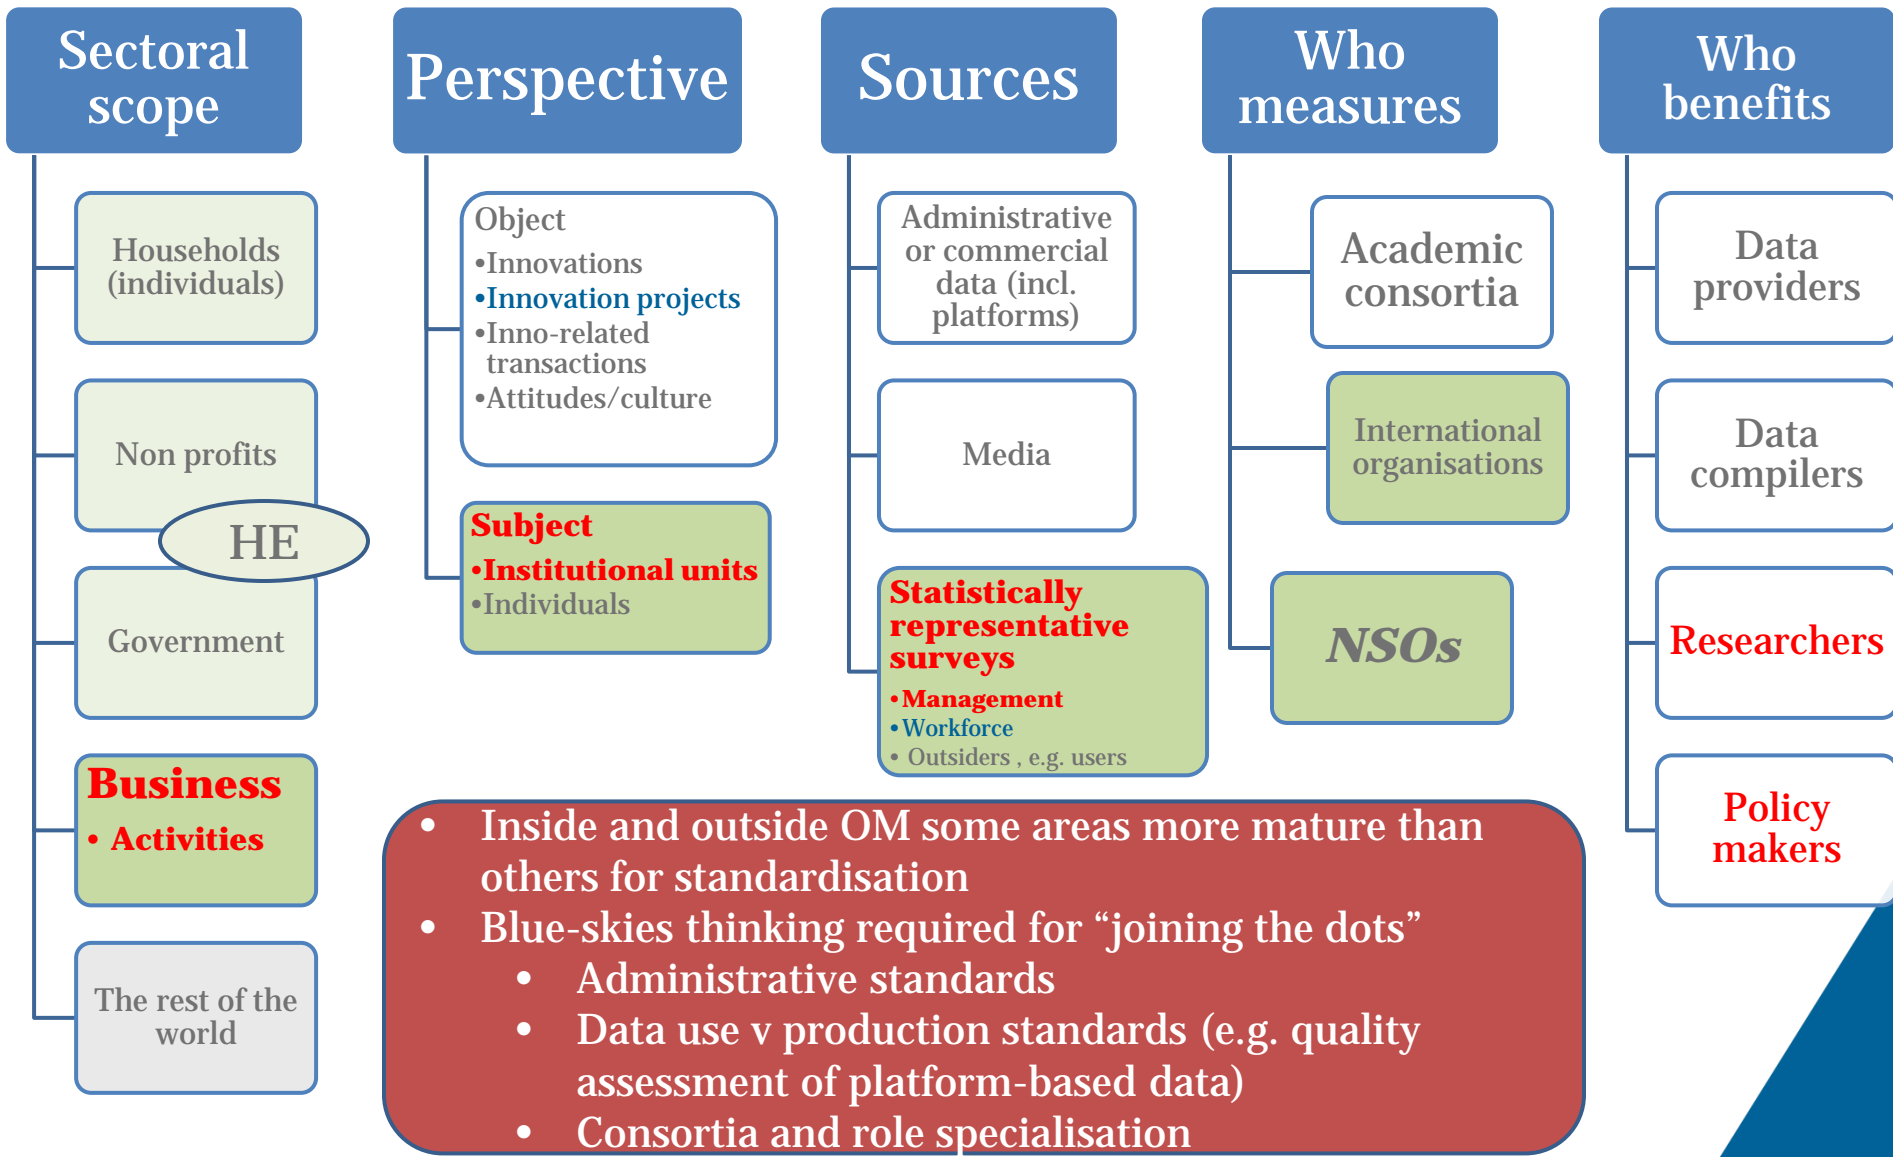 Sectoral
scope
Households
(individuals)
Non profits
HE
Government
Business
• Activities
The rest of the
world
Perspective
Object
•Innovations
•Innovation projects
•Inno-related
transactions
•Attitudes/culture
Subject
•Institutional units
•Individuals
Sources
Administrative
or commercial
data (incl.
platforms)
Media
Statistically
representative
surveys
•Management
•Workforce
• Outsiders , e.g. users
Who
measures
Academic
consortia
International
organisations
NSOs
Who
benefits
Data
providers
Data
compilers
Researchers
Policy
makers
• Inside and outside OM some areas more mature than
others for standardisation
• Blue-skies thinking required for “joining the dots”
• Administrative standards
• Data use v production standards (e.g. quality
assessment of platform-based data)
• Consortia and role specialisation